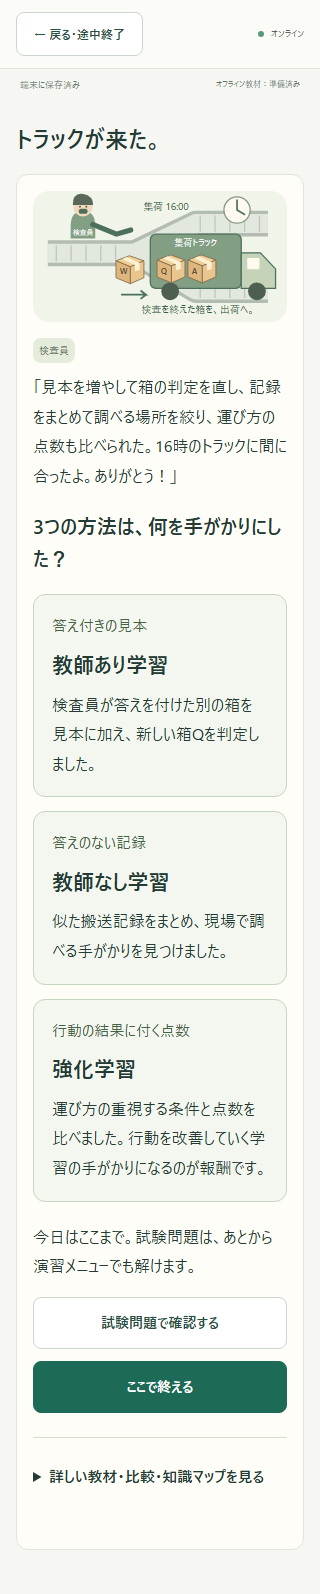 ← 戻る・途中終了
オンライン
端末に保存済み
オフライン教材：準備済み
トラックが来た。
集荷 16:00
検査員
集荷トラック
W
Q
A
検査を終えた箱を、出荷へ。
検査員
「見本を増やして箱の判定を直し、記録
をまとめて調べる場所を絞り、運び方の
点数も比べられた。16時のトラックに間に
合ったよ。ありがとう！」
3つの方法は、何を手がかりにし
た？
答え付きの見本
教師あり学習
検査員が答えを付けた別の箱を
見本に加え、新しい箱Qを判定し
ました。
答えのない記録
教師なし学習
似た搬送記録をまとめ、現場で調
べる手がかりを見つけました。
行動の結果に付く点数
強化学習
運び方の重視する条件と点数を
比べました。行動を改善していく学
習の手がかりになるのが報酬です。
今日はここまで。試験問題は、あとから
演習メニューでも解けます。
試験問題で確認する
ここで終える
▶ 詳しい教材・比較・知識マップを見る